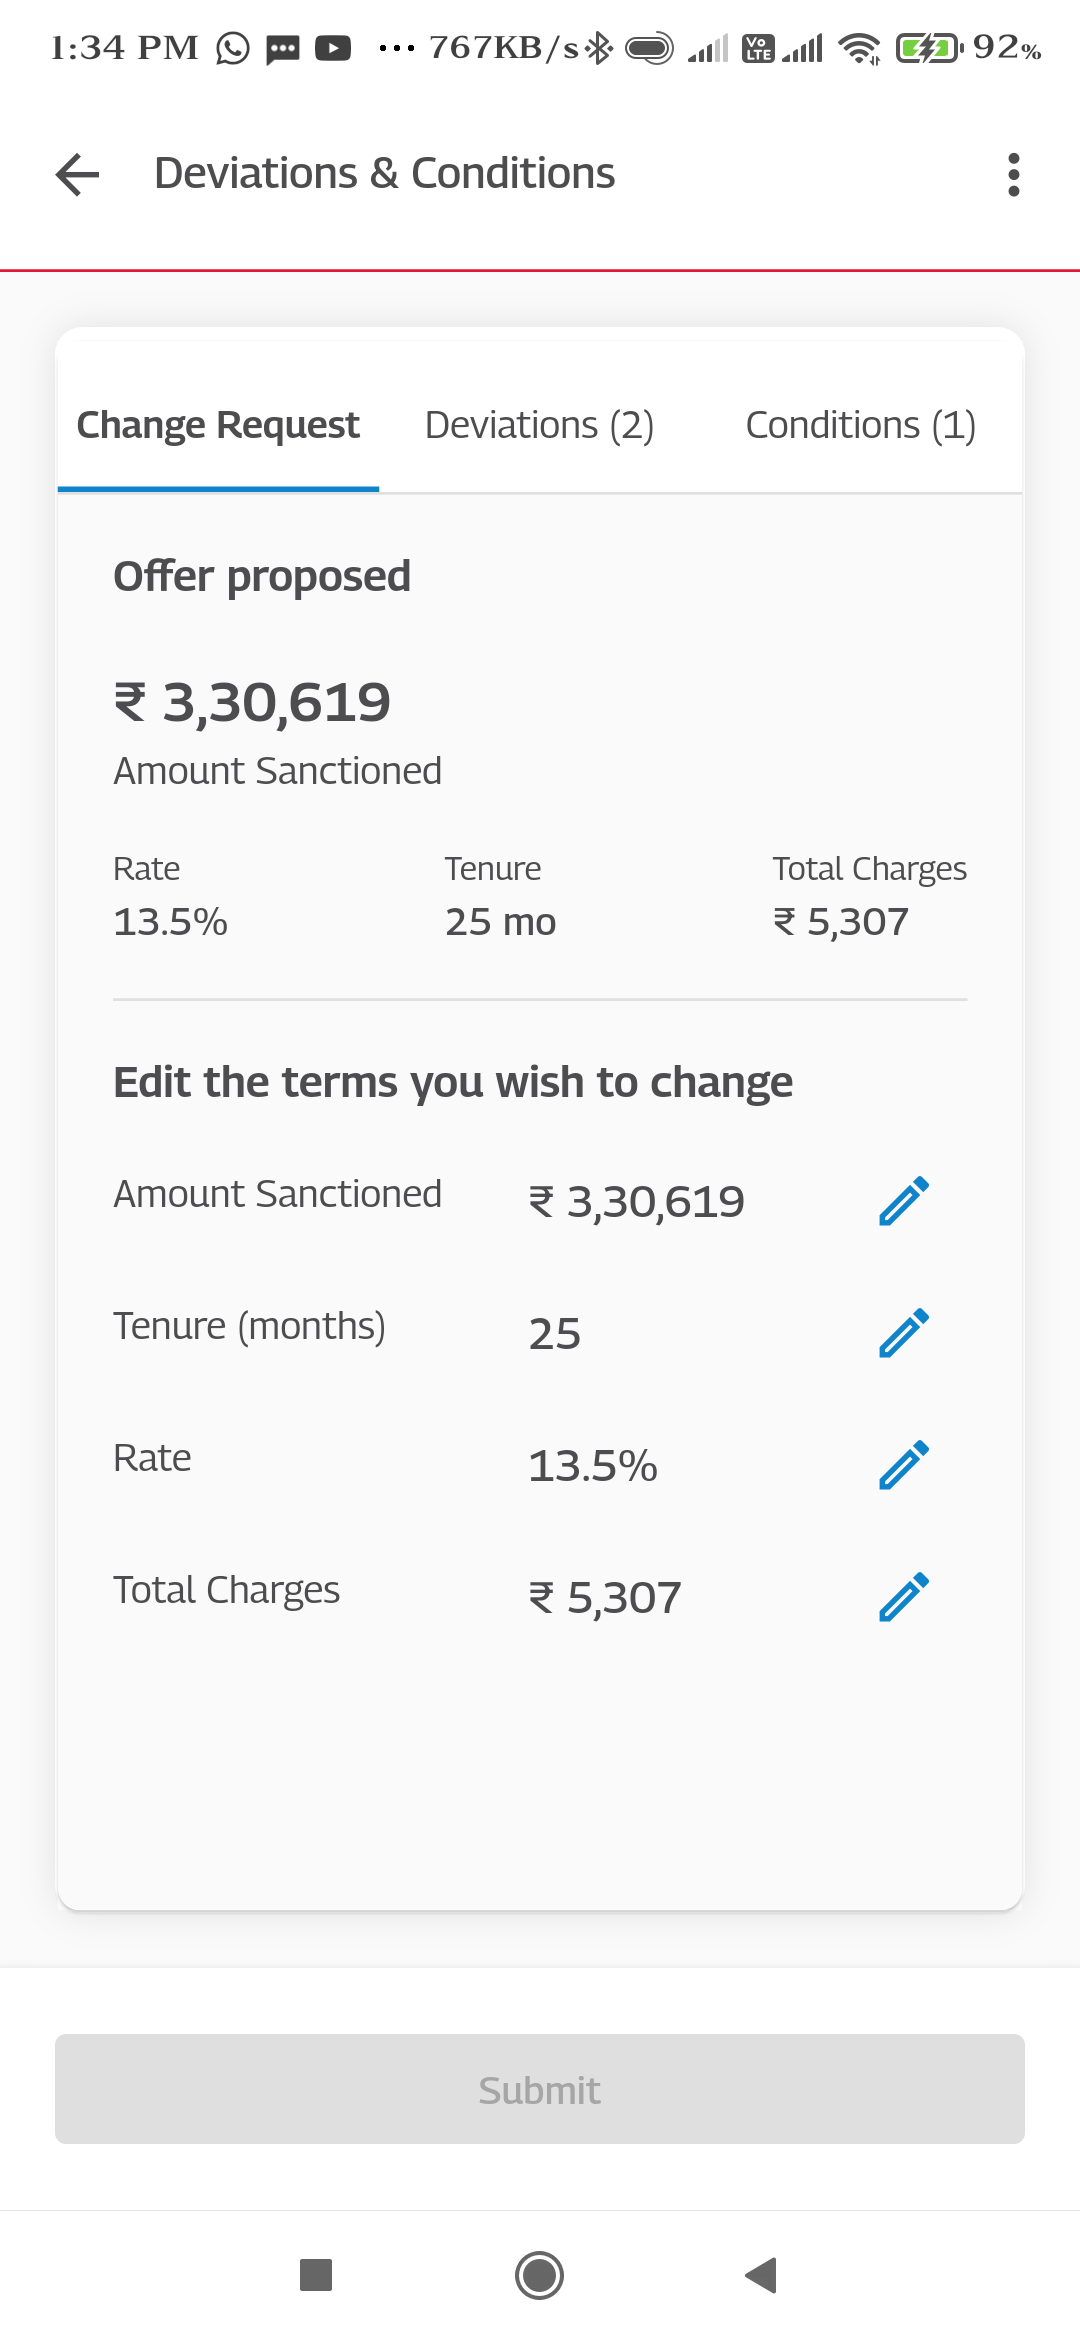 1:34 PM ... 767KB/s Vo LTE 92%
Deviations & Conditions
Change Request Deviations (2) Conditions (1)
Offer proposed
₹ 3,30,619
Amount Sanctioned
Rate Tenure Total Charges
13.5% 25 mo ₹ 5,307
Edit the terms you wish to change
Amount Sanctioned ₹ 3,30,619
Tenure (months) 25
Rate 13.5%
Total Charges ₹ 5,307
Submit